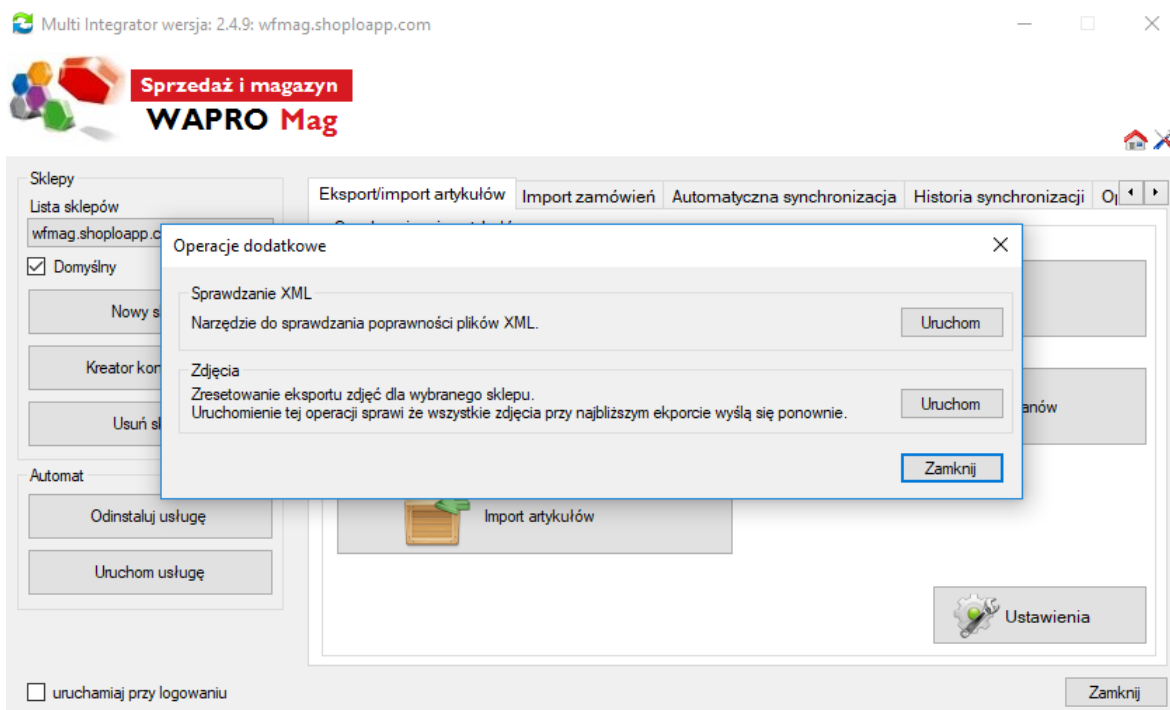 Multi Integrator wersja: 2.4.9: wfmag.shoploapp.com
Sprzedaż i magazyn
WAPRO Mag
Sklepy
Lista sklepów
wfmag.shoploapp.c
Domyślny
Nowy s
Kreator kor
Usuń sk
Automat
Odinstaluj usługę
Uruchom usługę
Eksport/import artykułów
Import zamówień
Automatyczna synchronizacja
Historia synchronizacji
Operacje dodatkowe
Sprawdzanie XML
Narzędzie do sprawdzania poprawności plików XML.
Uruchom
Zdjęcia
Zresetowanie eksportu zdjęć dla wybranego sklepu.
Uruchomienie tej operacji sprawi że wszystkie zdjęcia przy najbliższym ekporcie wyślą się ponownie.
Uruchom
Zamknij
anów
Import artykułów
Ustawienia
uruchamiaj przy logowaniu
Zamknij